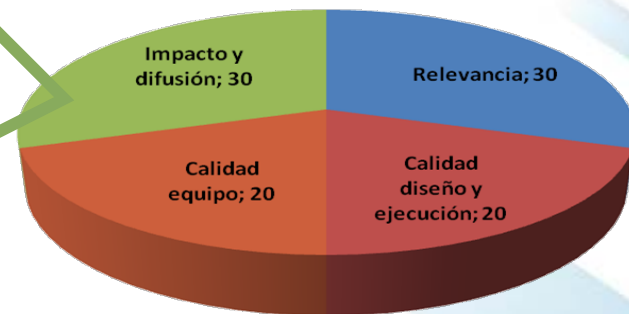 Impacto y
difusión; 30
Relevancia; 30
Calidad
equipo; 20
Calidad
diseño y
ejecución; 20